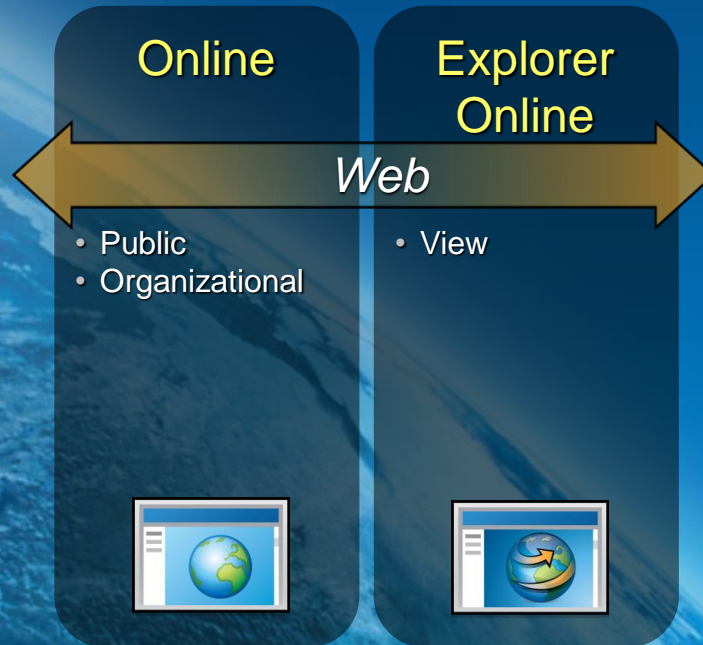 Online
Explorer
Online
Web
• Public
• Organizational
• View